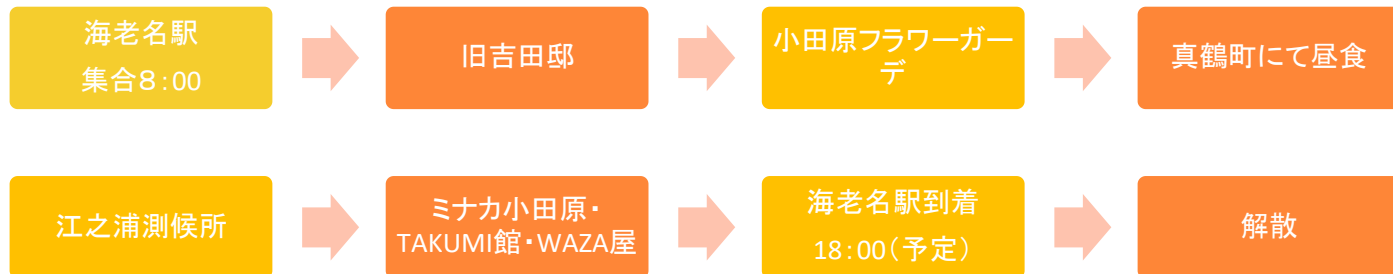 海老名駅
集合8:00
旧吉田邸
小田原フラワーガー
デ
真鶴町にて昼食
江之浦測候所
ミナカ小田原・
TAKUMI館・WAZA屋
海老名駅到着
18:00(予定)
解散